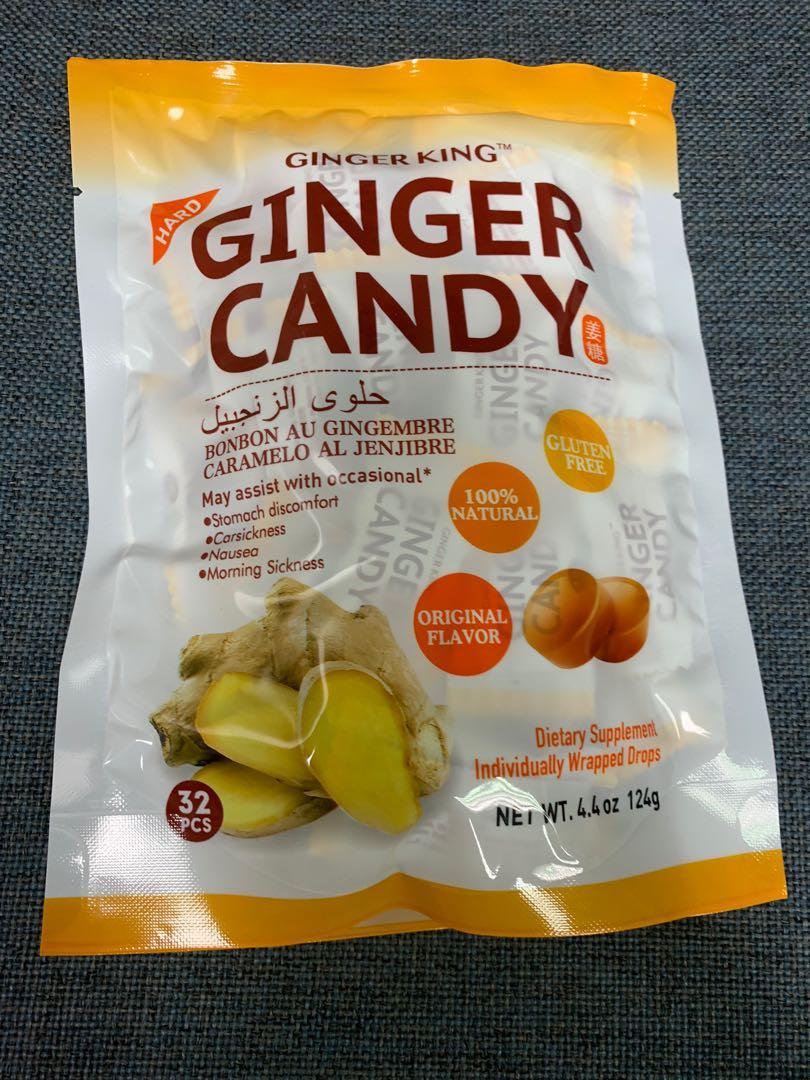 GINGER KING™
HARD
GINGER
CANDY
姜糖
حلوى الزنجبيل
BONBON AU GINGEMBRE
CARAMELO AL JENJIBRE
May assist with occasional*
•Stomach discomfort
•Carsickness
•Nausea
•Morning Sickness
GLUTEN
FREE
100%
NATURAL
ORIGINAL
FLAVOR
Dietary Supplement
Individually Wrapped Drops
32
PCS
NET WT. 4.4 oz 124g
GINGER
CANDY